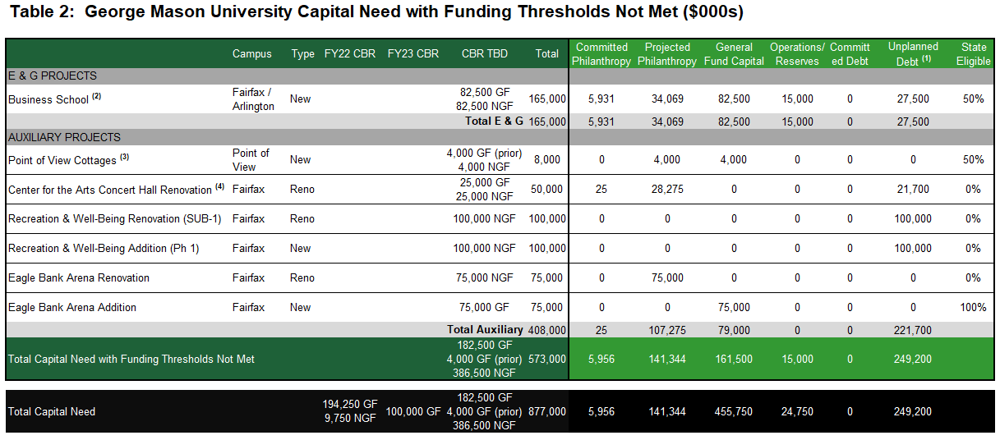 Table 2: George Mason University Capital Need with Funding Thresholds Not Met ($000s)
Campus Type FY22 CBR FY23 CBR CBR TBD Total Committed Philanthropy Projected Philanthropy General Fund Capital Operations/ Reserves Committ ed Debt Unplanned Debt (1) State Eligible
E & G PROJECTS
Business School (2) Fairfax / Arlington New 82,500 GF 82,500 NGF 165,000 5,931 34,069 82,500 15,000 0 27,500 50%
Total E & G 165,000 5,931 34,069 82,500 15,000 0 27,500
AUXILIARY PROJECTS
Point of View Cottages (3) Point of View New 4,000 GF (prior) 4,000 NGF 8,000 0 4,000 4,000 0 0 0 50%
Center for the Arts Concert Hall Renovation (4) Fairfax Reno 25,000 GF 25,000 NGF 50,000 25 28,275 0 0 0 21,700 0%
Recreation & Well-Being Renovation (SUB-1) Fairfax Reno 100,000 NGF 100,000 0 0 0 0 0 100,000 0%
Recreation & Well-Being Addition (Ph 1) Fairfax New 100,000 NGF 100,000 0 0 0 0 0 100,000 0%
Eagle Bank Arena Renovation Fairfax Reno 75,000 NGF 75,000 0 75,000 0 0 0 0 0%
Eagle Bank Arena Addition Fairfax New 75,000 GF 75,000 0 0 75,000 0 0 0 100%
Total Auxiliary 408,000 25 107,275 79,000 0 0 221,700
Total Capital Need with Funding Thresholds Not Met 182,500 GF 4,000 GF (prior) 386,500 NGF 573,000 5,956 141,344 161,500 15,000 0 249,200
Total Capital Need 194,250 GF 9,750 NGF 100,000 GF 182,500 GF 4,000 GF (prior) 386,500 NGF 877,000 5,956 141,344 455,750 24,750 0 249,200